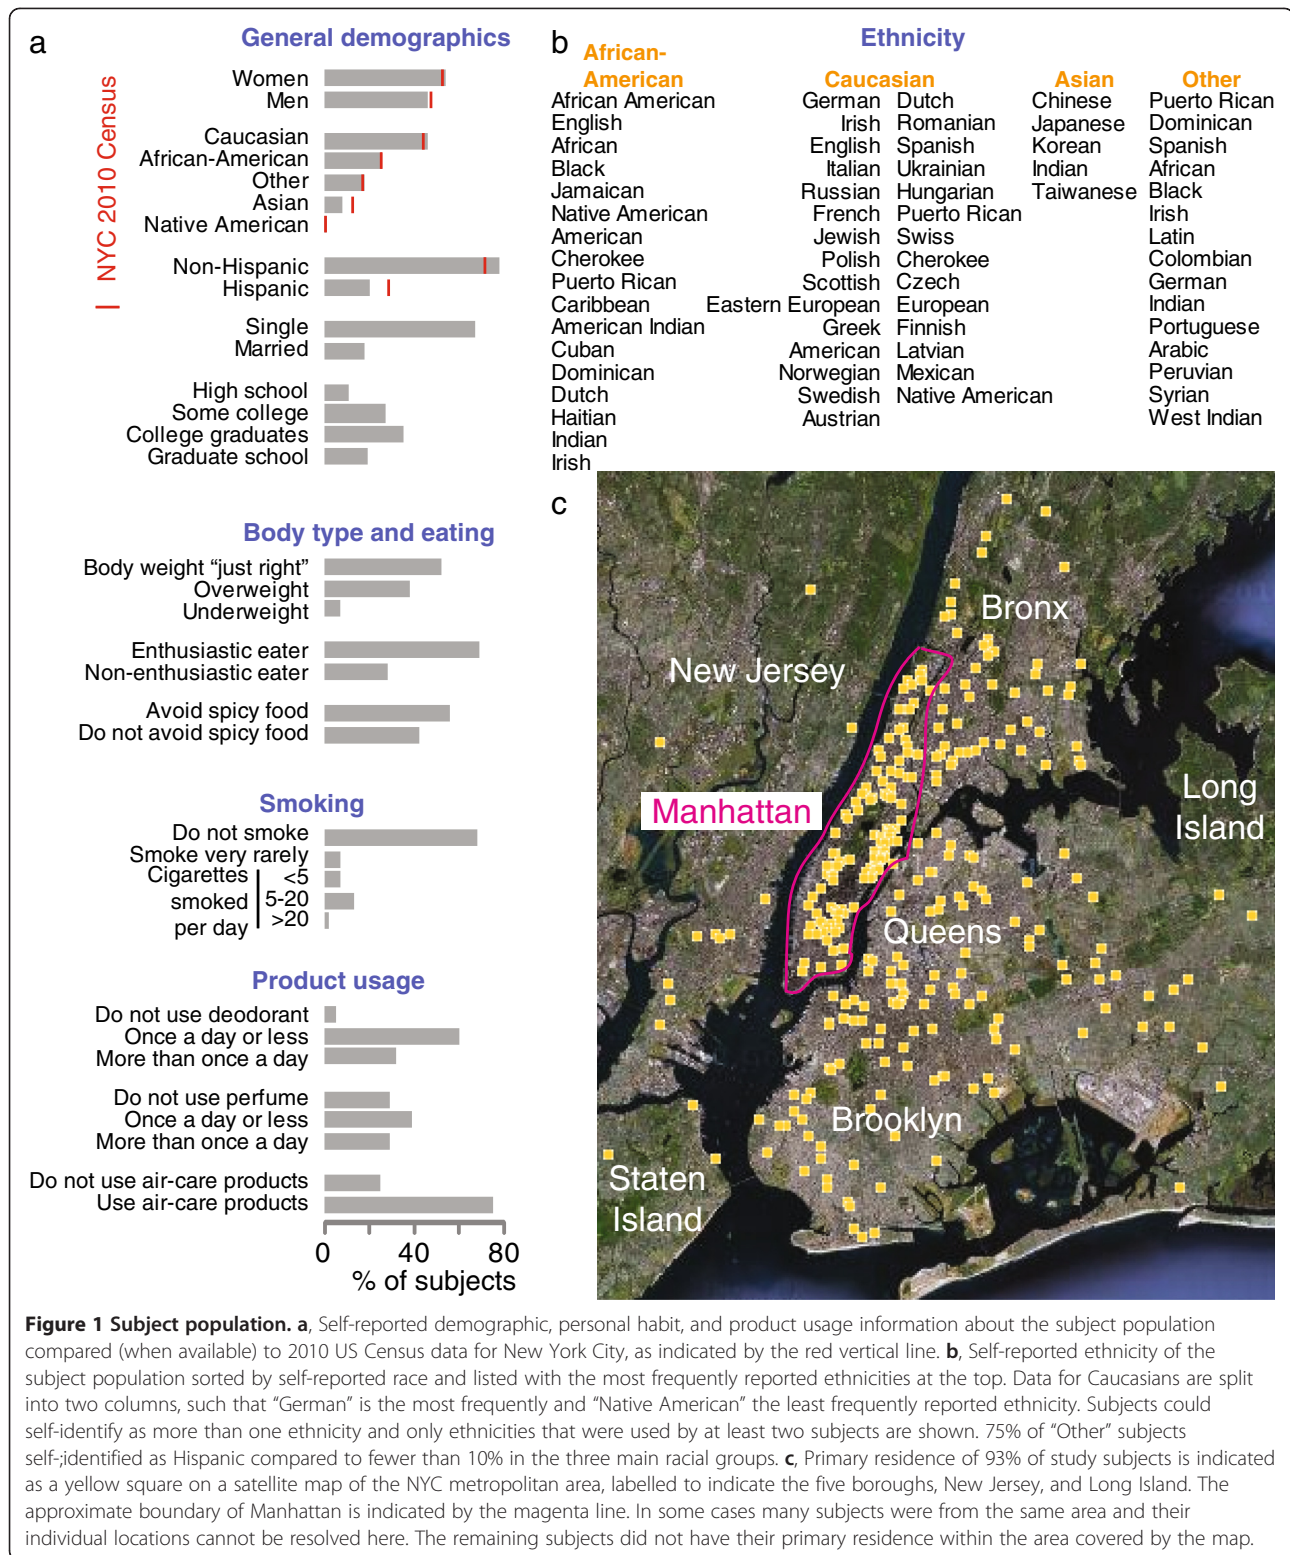 a
General demographics
NYC 2010 Census
Women
Men
Caucasian
African-American
Other
Asian
Native American
Non-Hispanic
Hispanic
Single
Married
High school
Some college
College graduates
Graduate school
Body type and eating
Body weight “just right”
Overweight
Underweight
Enthusiastic eater
Non-enthusiastic eater
Avoid spicy food
Do not avoid spicy food
Smoking
Do not smoke
Smoke very rarely
Cigarettes <5
smoked 5-20
per day >20
Product usage
Do not use deodorant
Once a day or less
More than once a day
Do not use perfume
Once a day or less
More than once a day
Do not use air-care products
Use air-care products
0 40 80
% of subjects
b
Ethnicity
African-
American
African American
English
African
Black
Jamaican
Native American
American
Cherokee
Puerto Rican
Caribbean
American Indian
Cuban
Dominican
Dutch
Haitian
Indian
Irish
Caucasian
German
Irish
English
Italian
Russian
French
Jewish
Polish
Scottish
Eastern European
Greek
American
Norwegian
Swedish
Austrian
Dutch
Romanian
Spanish
Ukrainian
Hungarian
Puerto Rican
Swiss
Cherokee
Czech
European
Finnish
Latvian
Mexican
Native American
Asian
Chinese
Japanese
Korean
Indian
Taiwanese
Other
Puerto Rican
Dominican
Spanish
African
Black
Irish
Latin
Colombian
German
Indian
Portuguese
Arabic
Peruvian
Syrian
West Indian
c
Bronx
New Jersey
Manhattan
Long
Island
Queens
Brooklyn
Staten
Island
Figure 1 Subject population. a, Self-reported demographic, personal habit, and product usage information about the subject population
compared (when available) to 2010 US Census data for New York City, as indicated by the red vertical line. b, Self-reported ethnicity of the
subject population sorted by self-reported race and listed with the most frequently reported ethnicities at the top. Data for Caucasians are split
into two columns, such that “German” is the most frequently and “Native American” the least frequently reported ethnicity. Subjects could
self-identify as more than one ethnicity and only ethnicities that were used by at least two subjects are shown. 75% of “Other” subjects
self-;identified as Hispanic compared to fewer than 10% in the three main racial groups. c, Primary residence of 93% of study subjects is indicated
as a yellow square on a satellite map of the NYC metropolitan area, labelled to indicate the five boroughs, New Jersey, and Long Island. The
approximate boundary of Manhattan is indicated by the magenta line. In some cases many subjects were from the same area and their
individual locations cannot be resolved here. The remaining subjects did not have their primary residence within the area covered by the map.